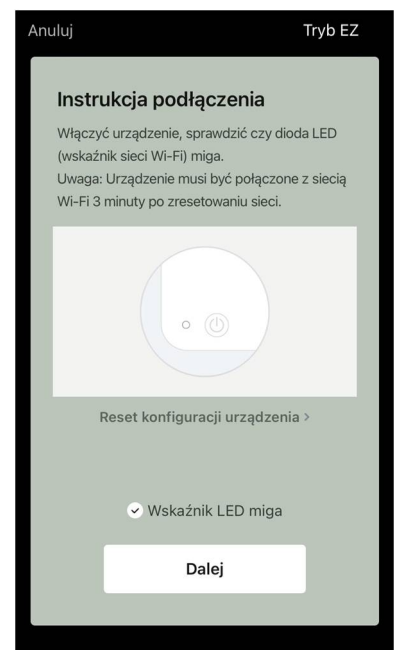 Anuluj
Tryb EZ
Instrukcja podłączenia
Włączyć urządzenie, sprawdzić czy dioda LED
(wskaźnik sieci Wi-Fi) miga.
Uwaga: Urządzenie musi być połączone z siecią
Wi-Fi 3 minuty po zresetowaniu sieci.
Reset konfiguracji urządzenia >
Wskaźnik LED miga
Dalej